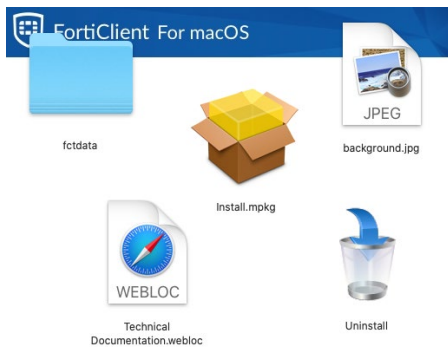 FortiClient For macOS
JPEG
fctdata
background.jpg
Install.mpkg
WEBLOC
Technical
Documentation.webloc
Uninstall